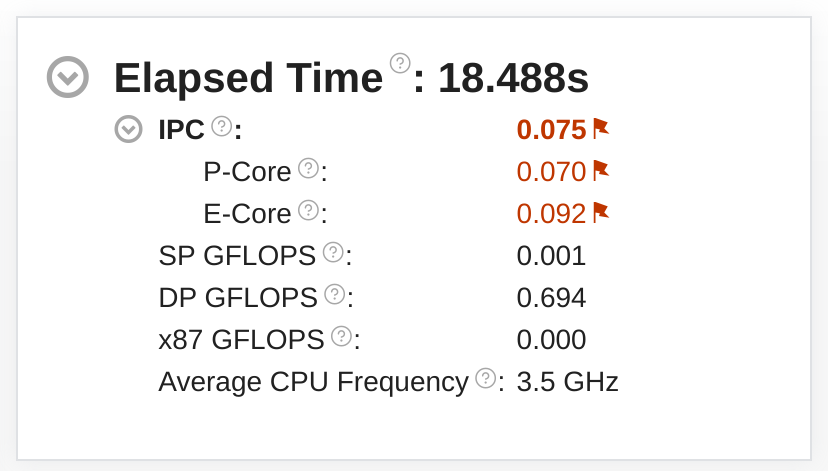 Elapsed Time ? : 18.488s
IPC ? : 0.075
P-Core ? : 0.070
E-Core ? : 0.092
SP GFLOPS ? : 0.001
DP GFLOPS ? : 0.694
x87 GFLOPS ? : 0.000
Average CPU Frequency ? : 3.5 GHz